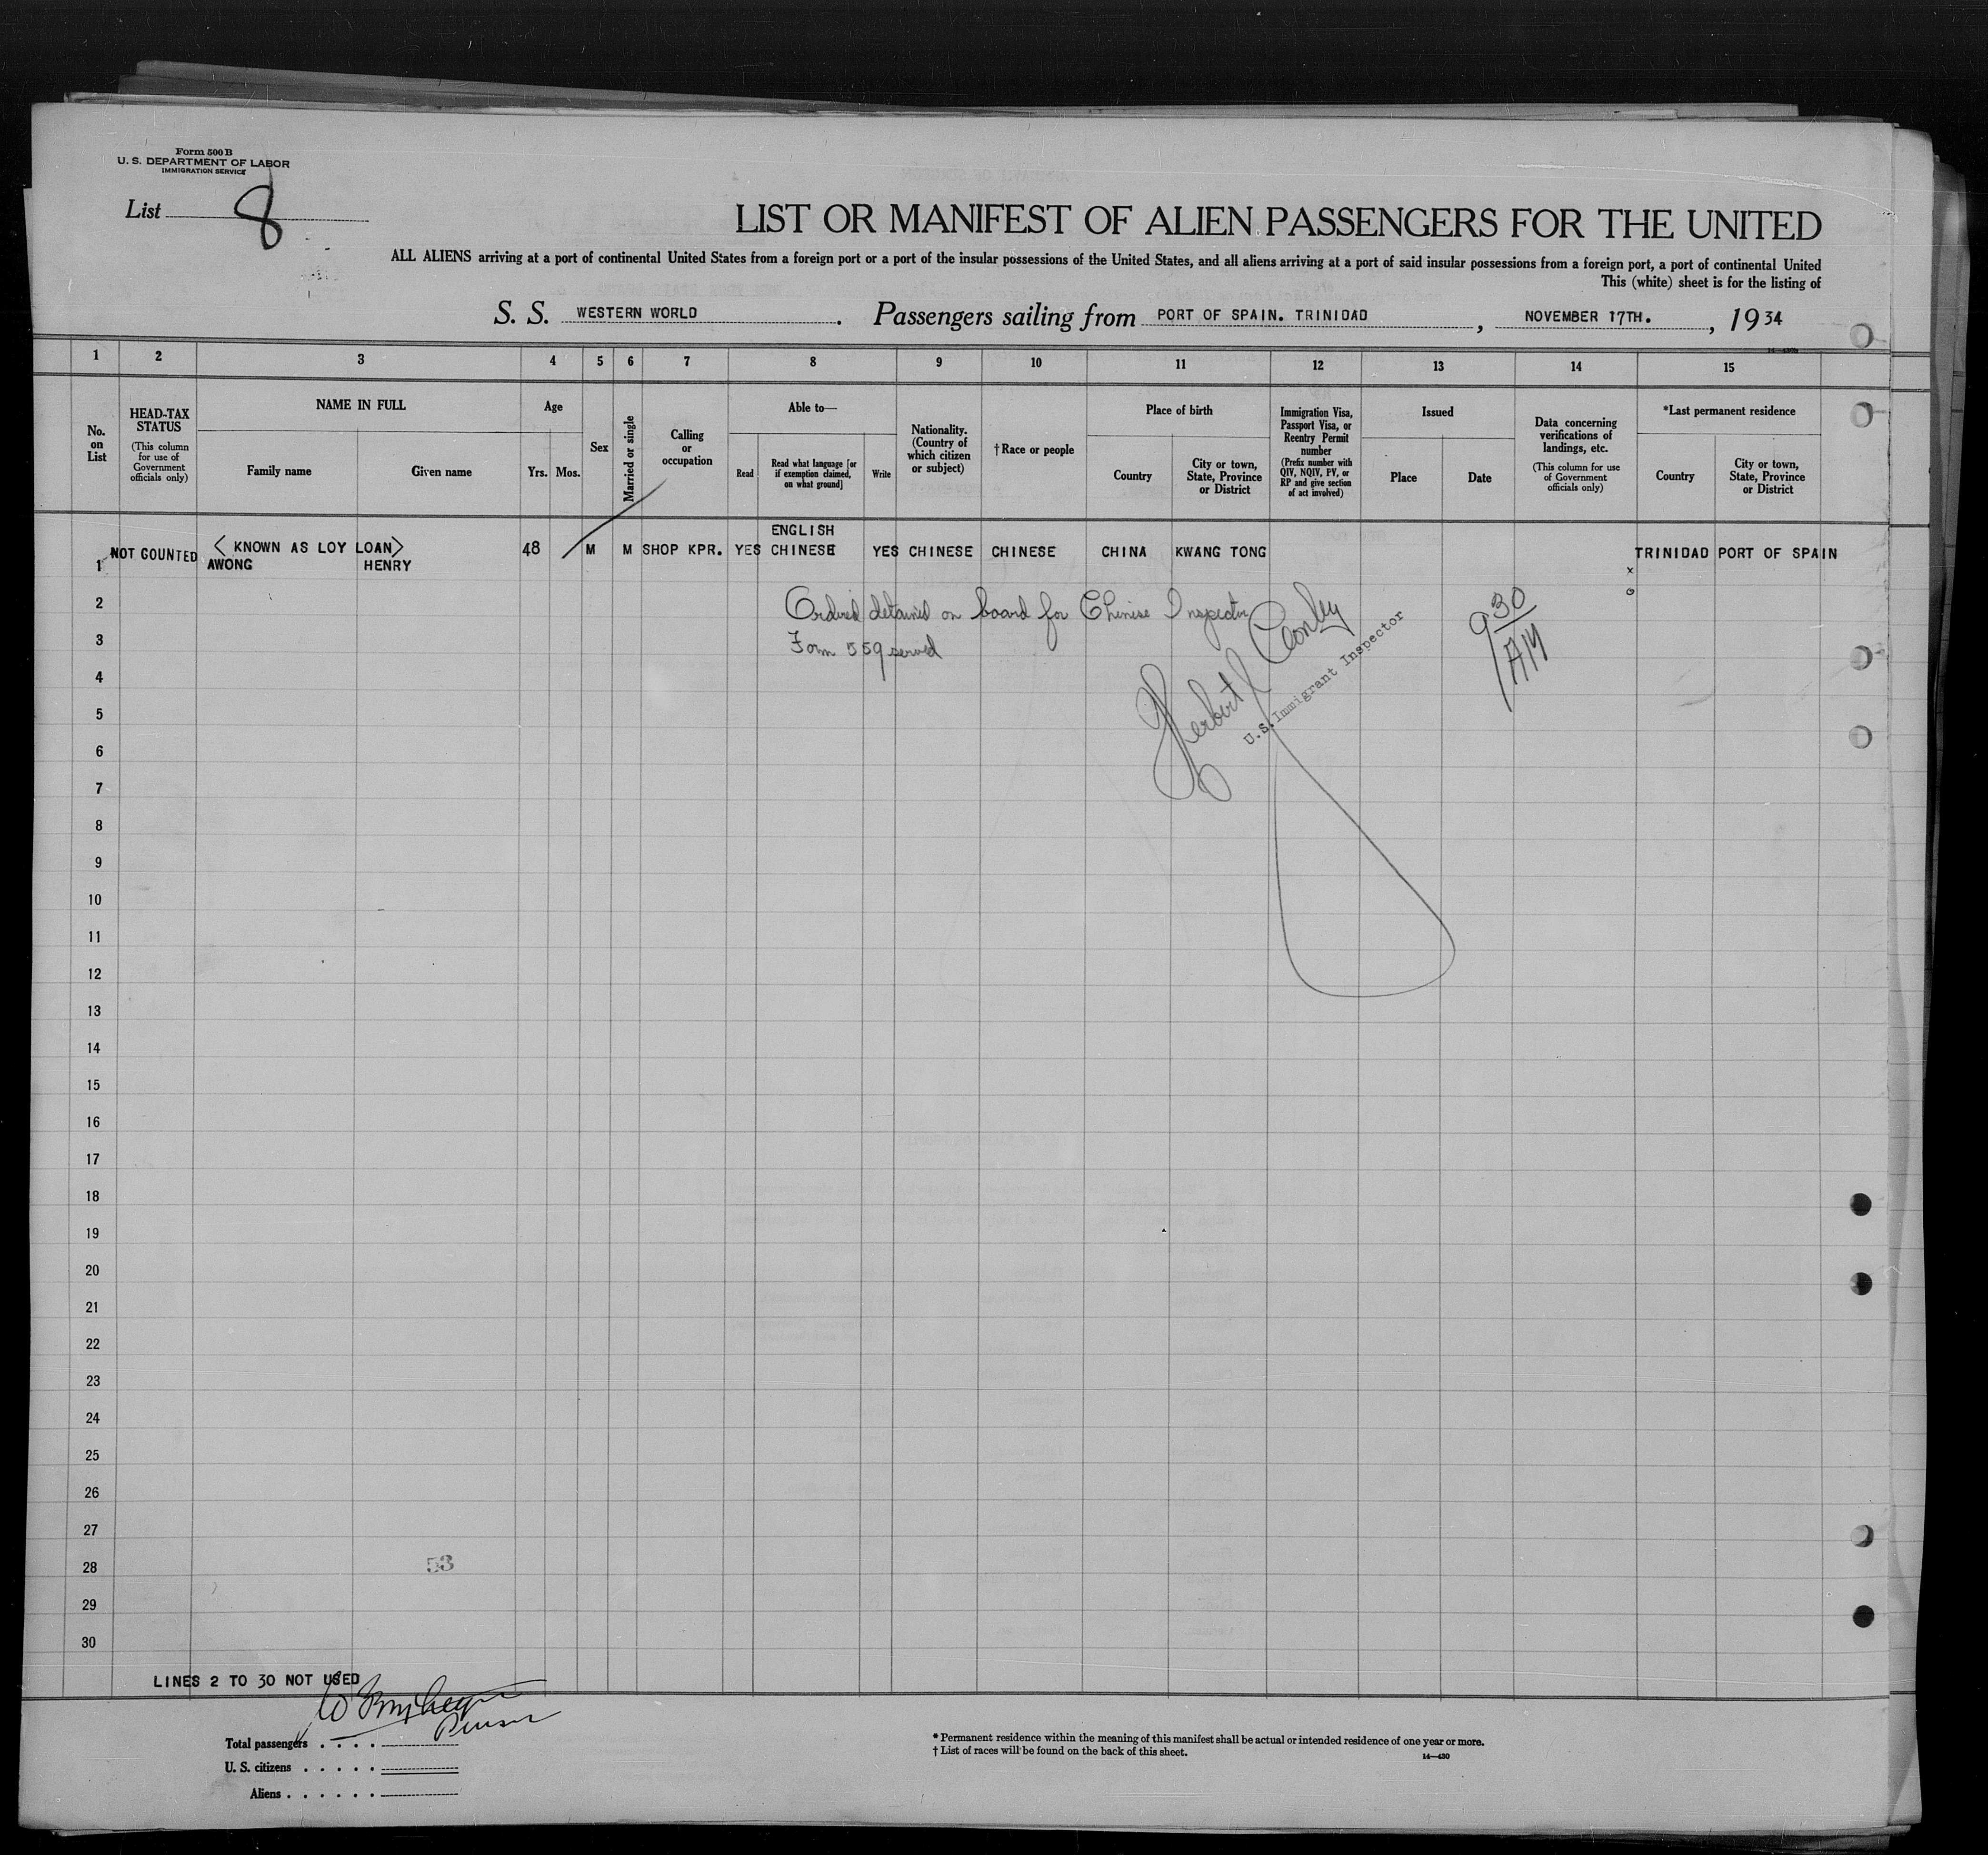 Form 500 B
U. S. DEPARTMENT OF LABOR
IMMIGRATION SERVICE
List 8
LIST OR MANIFEST OF ALIEN PASSENGERS FOR THE UNITED
ALL ALIENS arriving at a port of continental United States from a foreign port or a port of the insular possessions of the United States, and all aliens arriving at a port of said insular possessions from a foreign port, a port of continental United
This (white) sheet is for the listing of
S. S. WESTERN WORLD. Passengers sailing from PORT OF SPAIN. TRINIDAD, NOVEMBER 17TH., 1934
1 2 3 4 5 6 7 8 9 10 11 12 13 14 15
No. on List
HEAD-TAX STATUS
(This column for use of Government officials only)
NAME IN FULL
Family name Given name
Age
Yrs. Mos.
Sex
Married or single
Calling or occupation
Able to—
Read
Read what language [or if exemption claimed, on what ground]
Write
Nationality. (Country of which citizen or subject)
† Race or people
Place of birth
Country
City or town, State, Province or District
Immigration Visa, Passport Visa, or Reentry Permit number
(Prefix number with QIV, NQIV, PV, or RP and give section of act involved)
Issued
Place Date
Data concerning verifications of landings, etc.
(This column for use of Government officials only)
*Last permanent residence
Country
City or town, State, Province or District
ENGLISH
1 NOT COUNTED < KNOWN AS LOY LOAN> 48 M M SHOP KPR. YES CHINESE YES CHINESE CHINESE CHINA KWANG TONG TRINIDAD PORT OF SPAIN
AWONG HENRY
x
o
2 Ordered detained on board for Chinese Inspector
3 Form 559 served
Herbert Conley
U.S. Immigrant Inspector
9 30 AM
4
5
6
7
8
9
10
11
12
13
14
15
16
17
18
19
20
21
22
23
24
25
26
27
28 53
29
30
LINES 2 TO 30 NOT USED
Purser
Total passengers
U. S. citizens
Aliens
* Permanent residence within the meaning of this manifest shall be actual or intended residence of one year or more.
† List of races will be found on the back of this sheet.
14—430